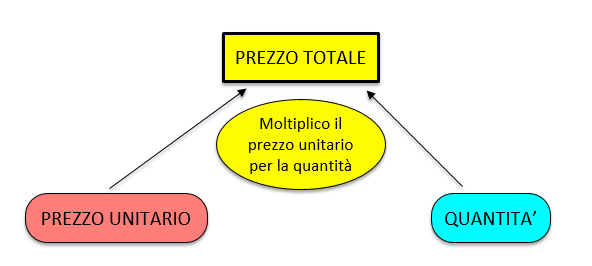 PREZZO TOTALE
Moltiplico il
prezzo unitario
per la quantità
PREZZO UNITARIO
QUANTITA’